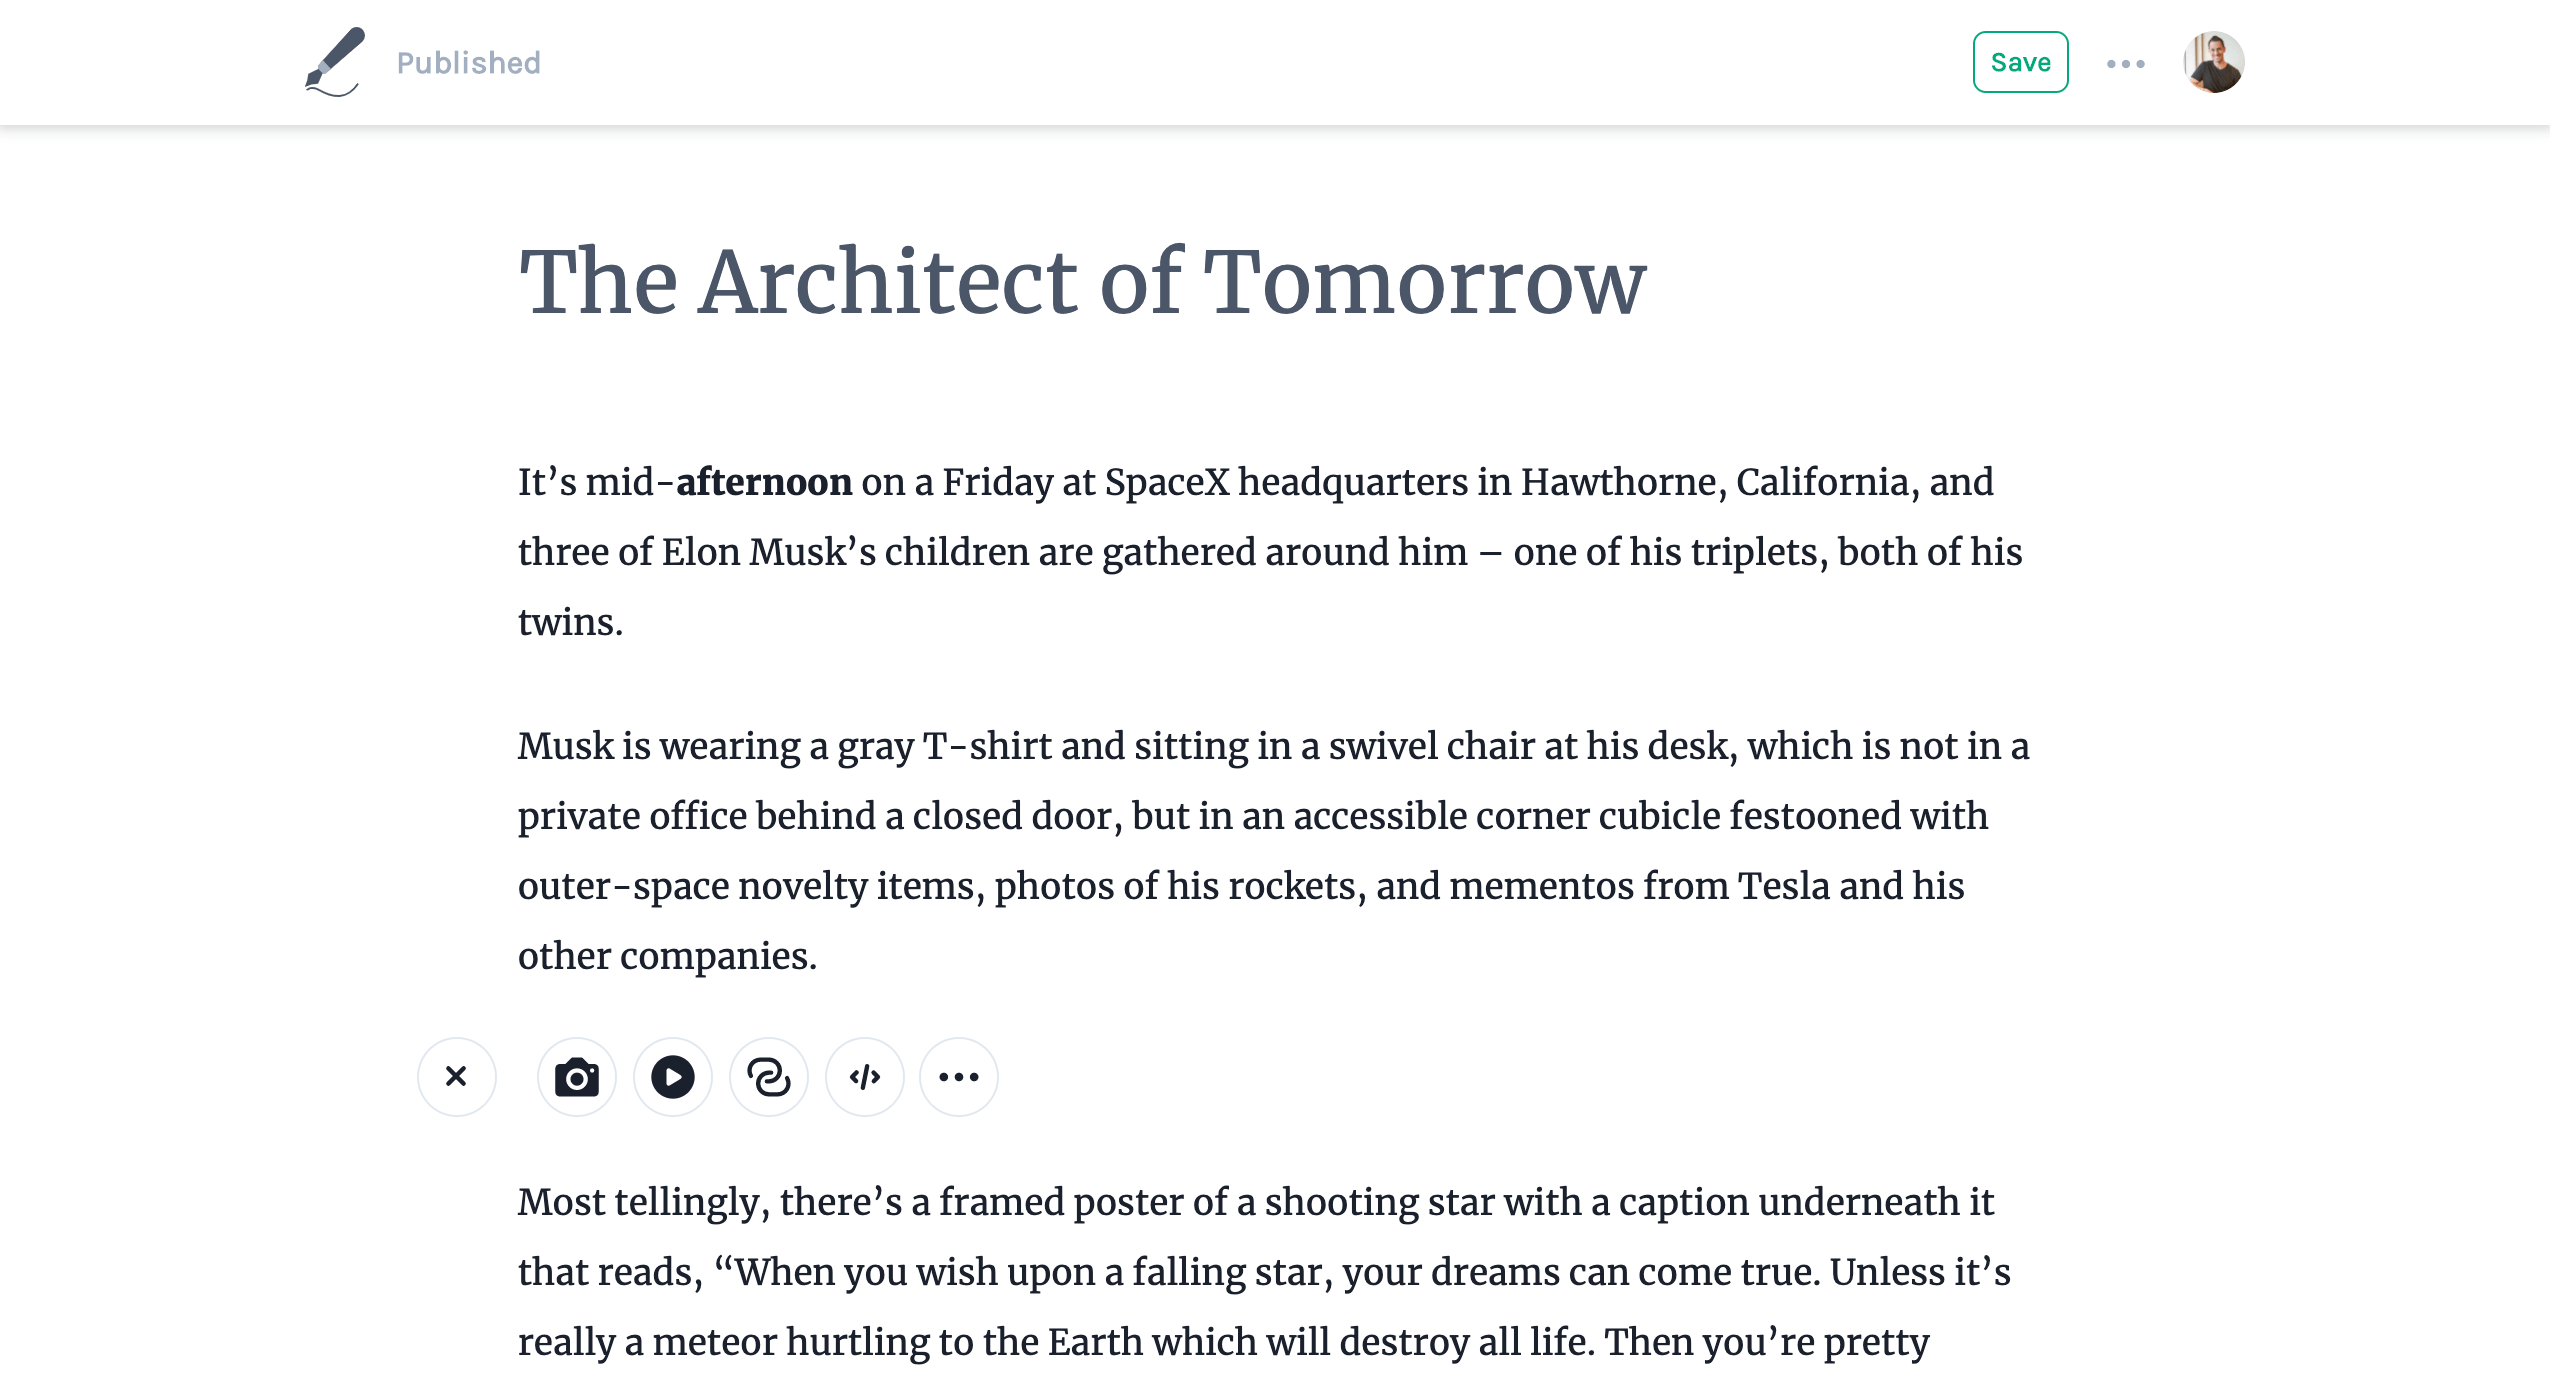 Published
Save
The Architect of Tomorrow
It’s mid-afternoon on a Friday at SpaceX headquarters in Hawthorne, California, and
three of Elon Musk’s children are gathered around him – one of his triplets, both of his
twins.
Musk is wearing a gray T-shirt and sitting in a swivel chair at his desk, which is not in a
private office behind a closed door, but in an accessible corner cubicle festooned with
outer-space novelty items, photos of his rockets, and mementos from Tesla and his
other companies.
Most tellingly, there’s a framed poster of a shooting star with a caption underneath it
that reads, “When you wish upon a falling star, your dreams can come true. Unless it’s
really a meteor hurtling to the Earth which will destroy all life. Then you’re pretty